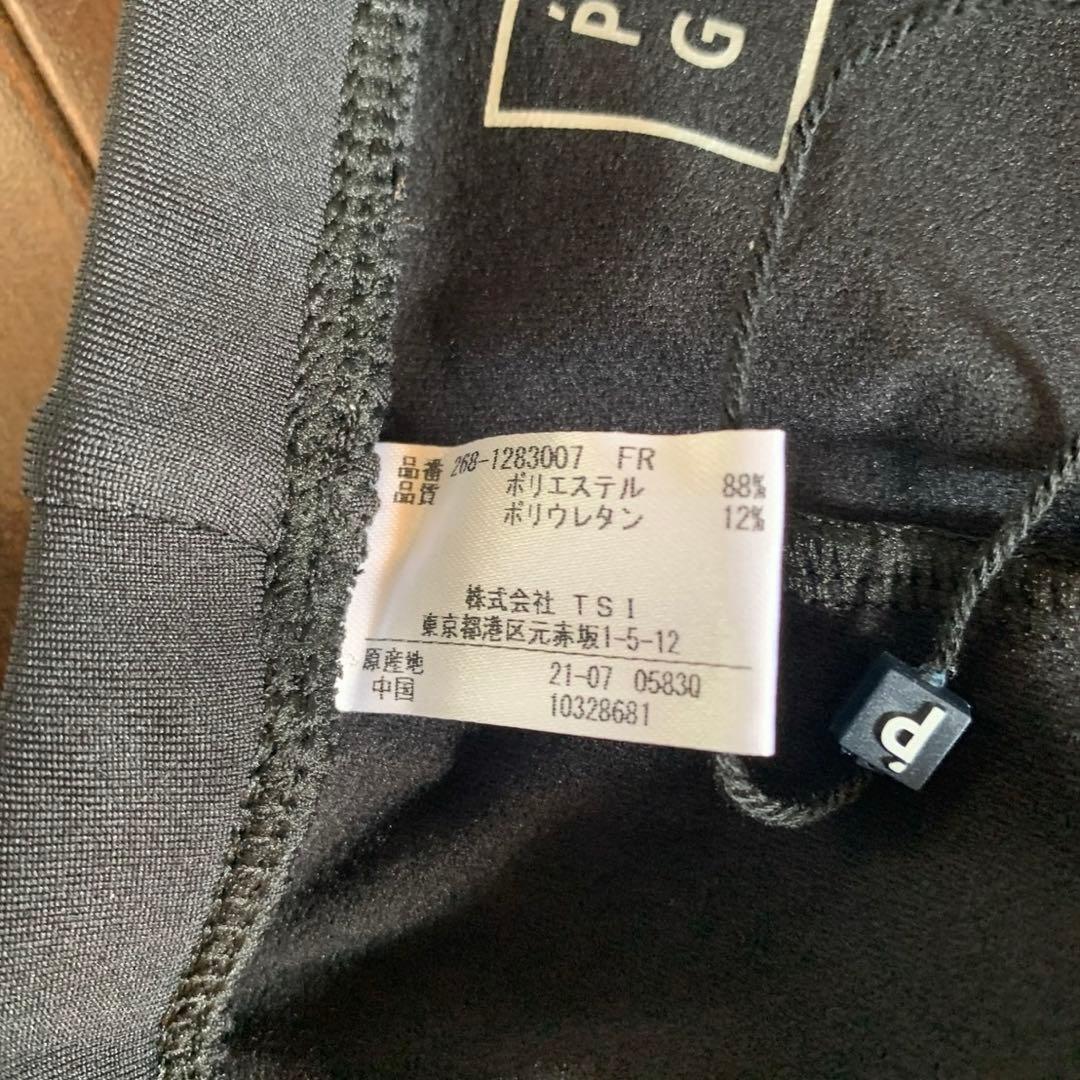 P
G
品番 268-1283007 FR
品質 ポリエステル 88%
ポリウレタン 12%
株式会社 TSI
東京都港区元赤坂1-5-12
原産地 21-07 05830
中国 10328681
P.